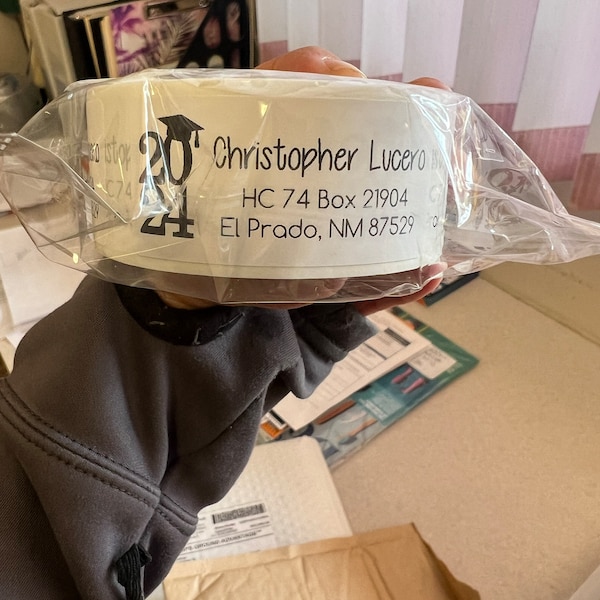 2024
Christopher Lucero
HC 74 Box 21904
El Prado, NM 87529